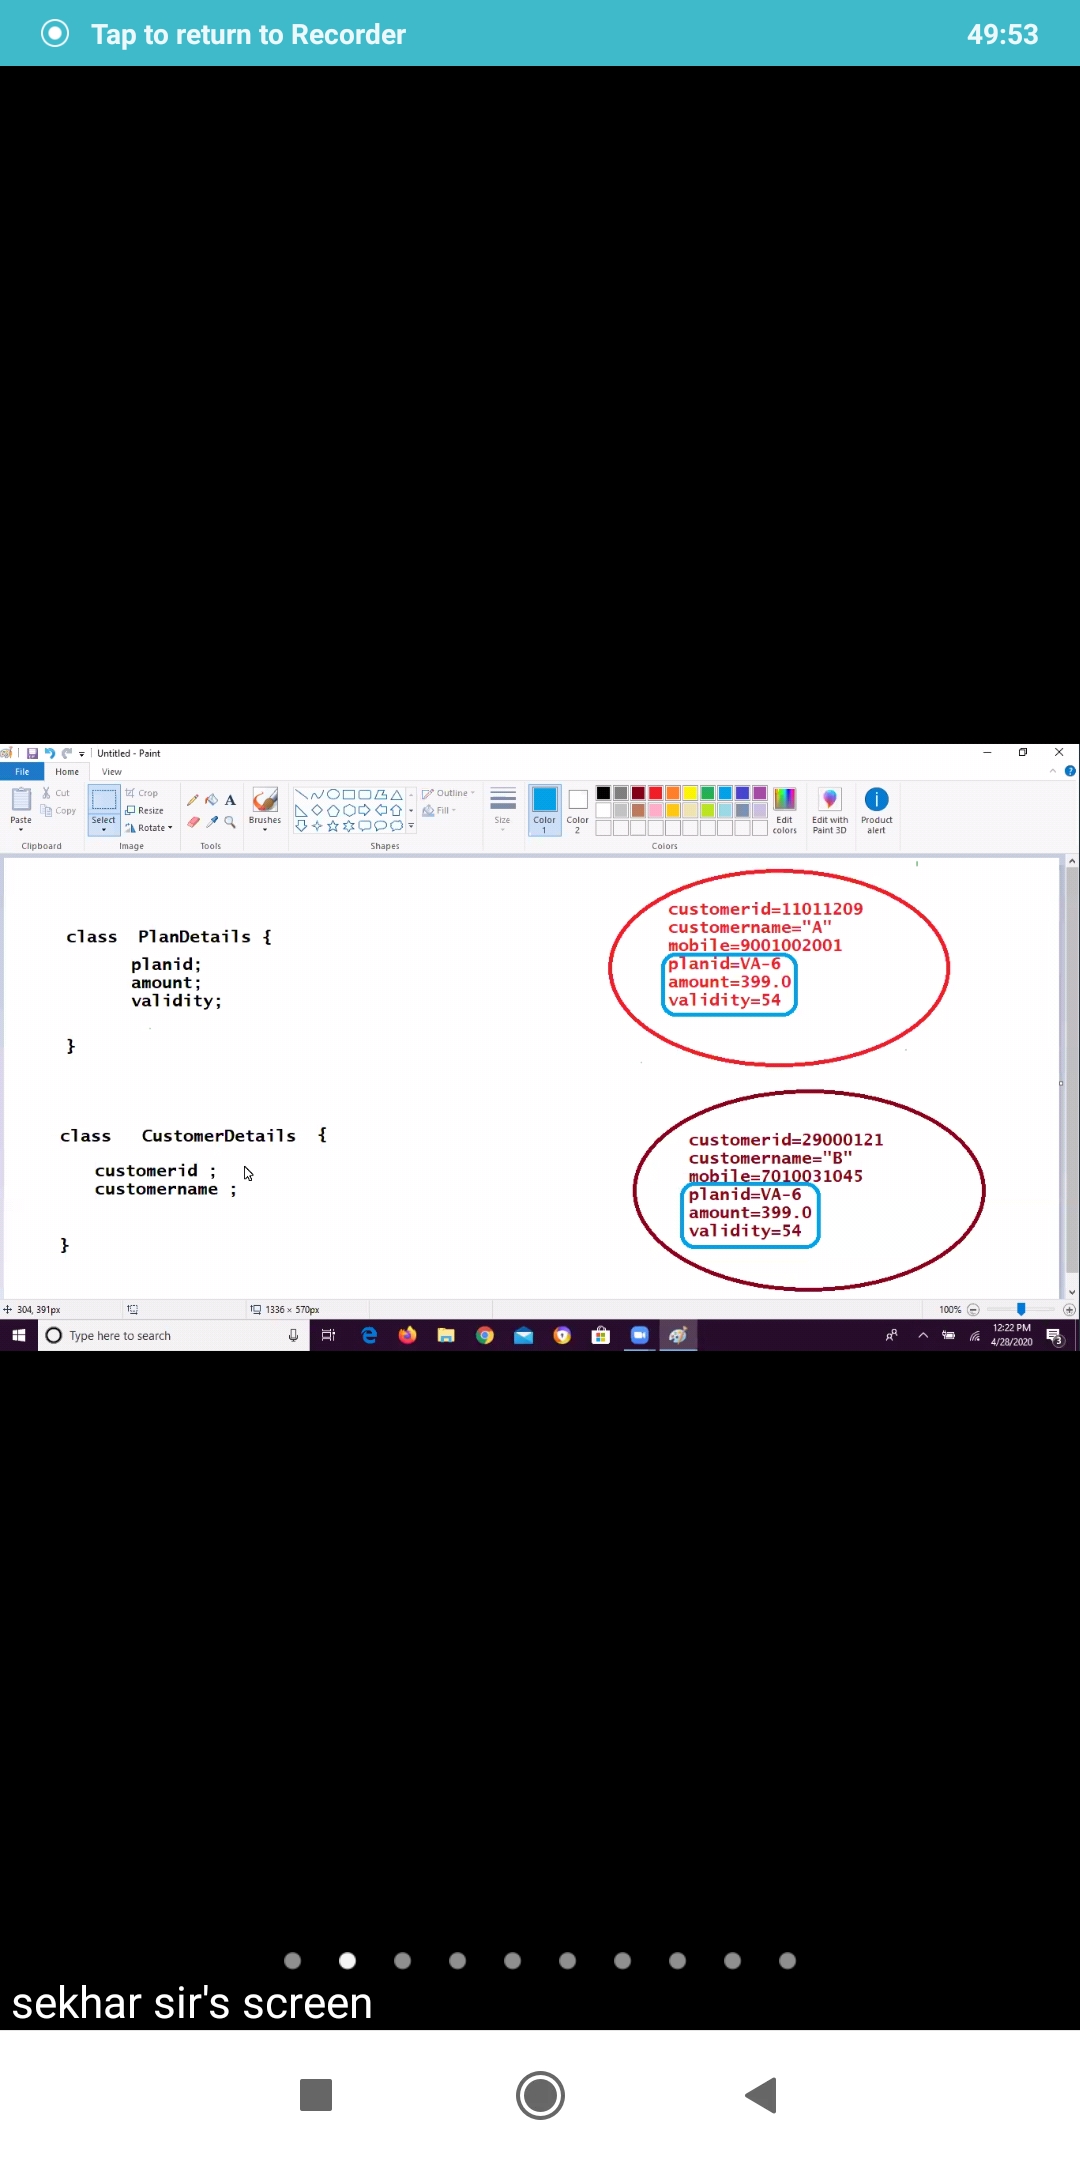 Tap to return to Recorder 49:53
Untitled - Paint
File Home View
Cut Crop Outline
Copy Resize Fill
Paste Select Rotate Brushes Size Color 1 Color 2 Edit colors Edit with Paint 3D Product alert
Clipboard Image Tools Shapes Colors
class PlanDetails {
planid;
amount;
validity;
}
class CustomerDetails {
customerid ;
customername ;
}
customerid=11011209
customername="A"
mobile=9001002001
planid=VA-6
amount=399.0
validity=54
customerid=29000121
customername="B"
mobile=7010031045
planid=VA-6
amount=399.0
validity=54
304, 391px 1336 × 570px 100%
Type here to search 12:22 PM
4/28/2020 3
sekhar sir's screen